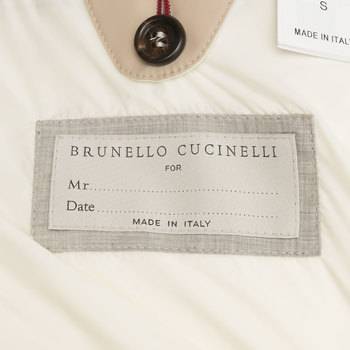 S
MADE IN ITALY
BRUNELLO CUCINELLI
FOR
Mr.
Date
MADE IN ITALY